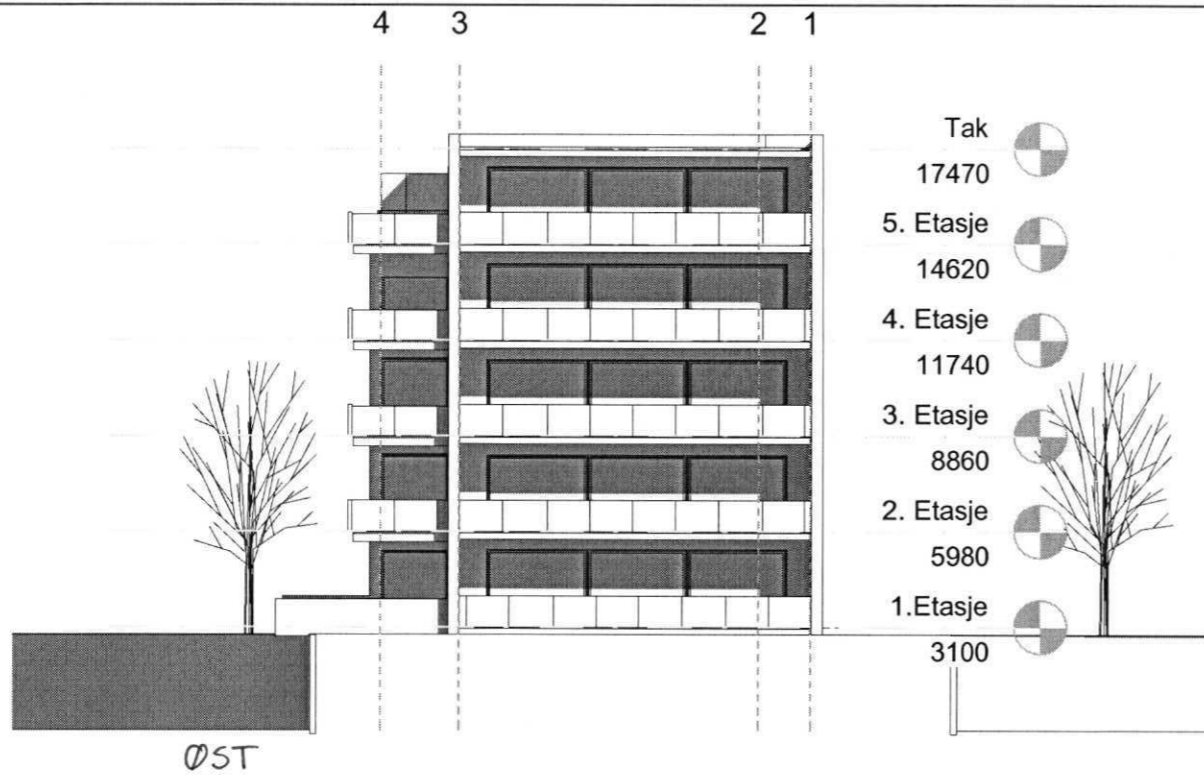 4 3 2 1
Tak
17470
5. Etasje
14620
4. Etasje
11740
3. Etasje
8860
2. Etasje
5980
1.Etasje
3100
ØST